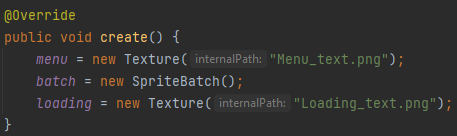 @Override
public void create() {
menu = new Texture( internalPath: "Menu_text.png");
batch = new SpriteBatch();
loading = new Texture( internalPath: "Loading_text.png");
}